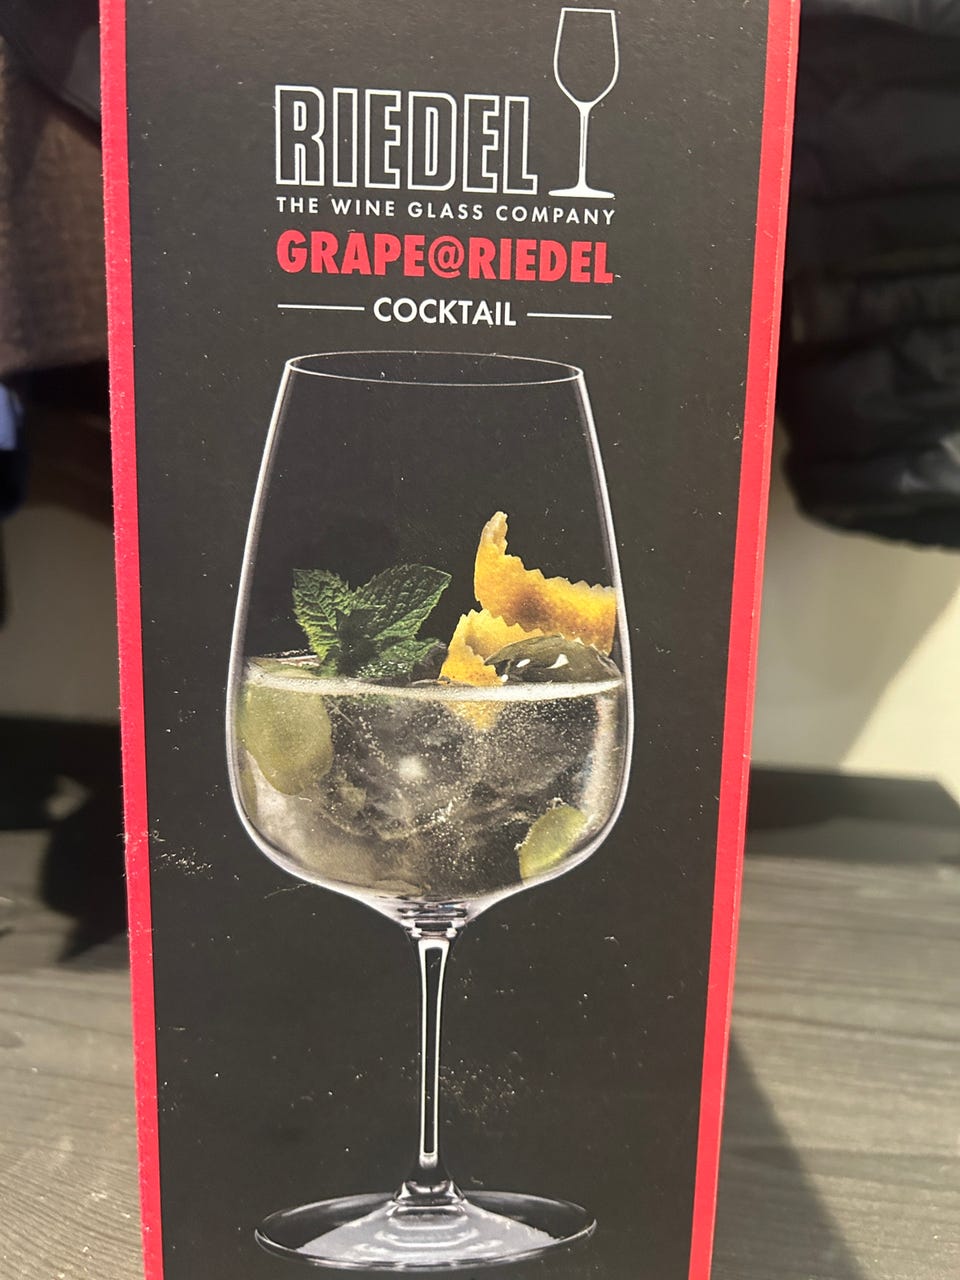 RIEDEL
THE WINE GLASS COMPANY
GRAPE@RIEDEL
COCKTAIL